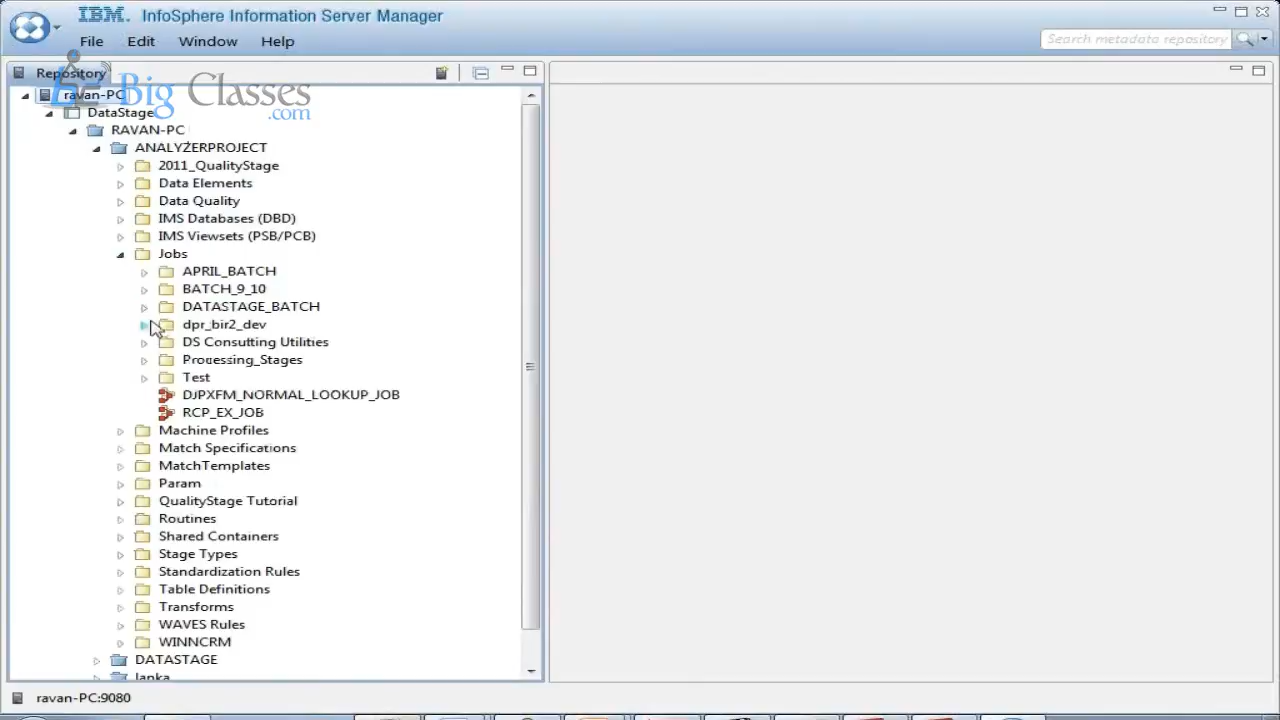 IBM. InfoSphere Information Server Manager
File Edit Window Help
Search metadata repository
Repository
Big Classes
.com
ravan-PC
DataStage
RAVAN-PC
ANALYZERPROJECT
2011_QualityStage
Data Elements
Data Quality
IMS Databases (DBD)
IMS Viewsets (PSB/PCB)
Jobs
APRIL_BATCH
BATCH_9_10
DATASTAGE_BATCH
dpr_bir2_dev
DS Consulting Utilities
Processing_Stages
Test
DJPXFM_NORMAL_LOOKUP_JOB
RCP_EX_JOB
Machine Profiles
Match Specifications
MatchTemplates
Param
QualityStage Tutorial
Routines
Shared Containers
Stage Types
Standardization Rules
Table Definitions
Transforms
WAVES Rules
WINNCRM
DATASTAGE
lanka
ravan-PC:9080